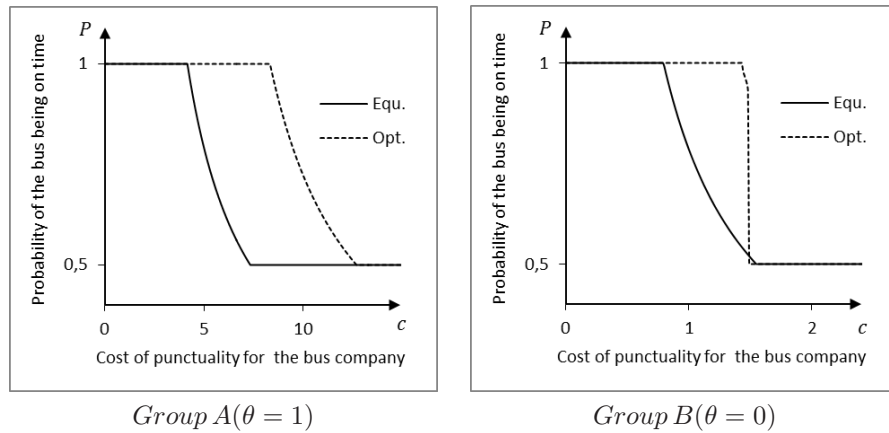 P
Probability of the bus being on time
1
0,5
Equ.
Opt.
0
5
10
c
Cost of punctuality for the bus company
Group A(θ = 1)
P
Probability of the bus being on time
1
0,5
Equ.
Opt.
0
1
2
c
Cost of punctuality for the bus company
Group B(θ = 0)